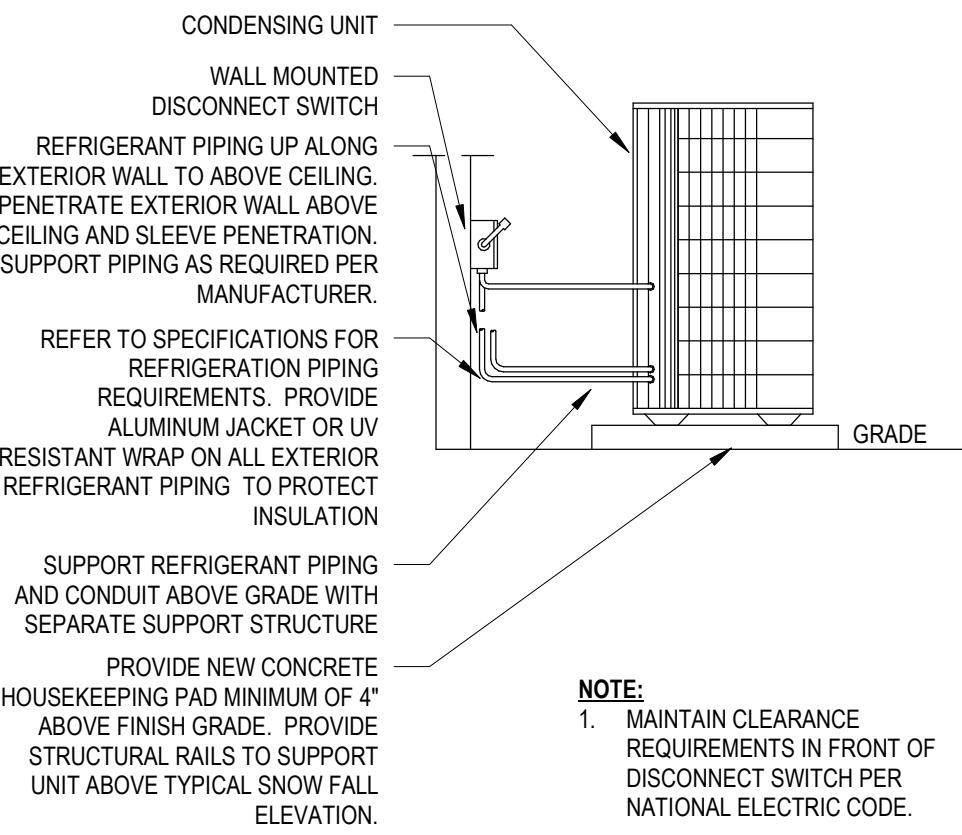 CONDENSING UNIT
WALL MOUNTED
DISCONNECT SWITCH
REFRIGERANT PIPING UP ALONG
EXTERIOR WALL TO ABOVE CEILING.
PENETRATE EXTERIOR WALL ABOVE
CEILING AND SLEEVE PENETRATION.
SUPPORT PIPING AS REQUIRED PER
MANUFACTURER.
REFER TO SPECIFICATIONS FOR
REFRIGERATION PIPING
REQUIREMENTS. PROVIDE
ALUMINUM JACKET OR UV
RESISTANT WRAP ON ALL EXTERIOR
REFRIGERANT PIPING TO PROTECT
INSULATION
SUPPORT REFRIGERANT PIPING
AND CONDUIT ABOVE GRADE WITH
SEPARATE SUPPORT STRUCTURE
PROVIDE NEW CONCRETE
HOUSEKEEPING PAD MINIMUM OF 4"
ABOVE FINISH GRADE. PROVIDE
STRUCTURAL RAILS TO SUPPORT
UNIT ABOVE TYPICAL SNOW FALL
ELEVATION.
GRADE
NOTE:
1. MAINTAIN CLEARANCE
REQUIREMENTS IN FRONT OF
DISCONNECT SWITCH PER
NATIONAL ELECTRIC CODE.